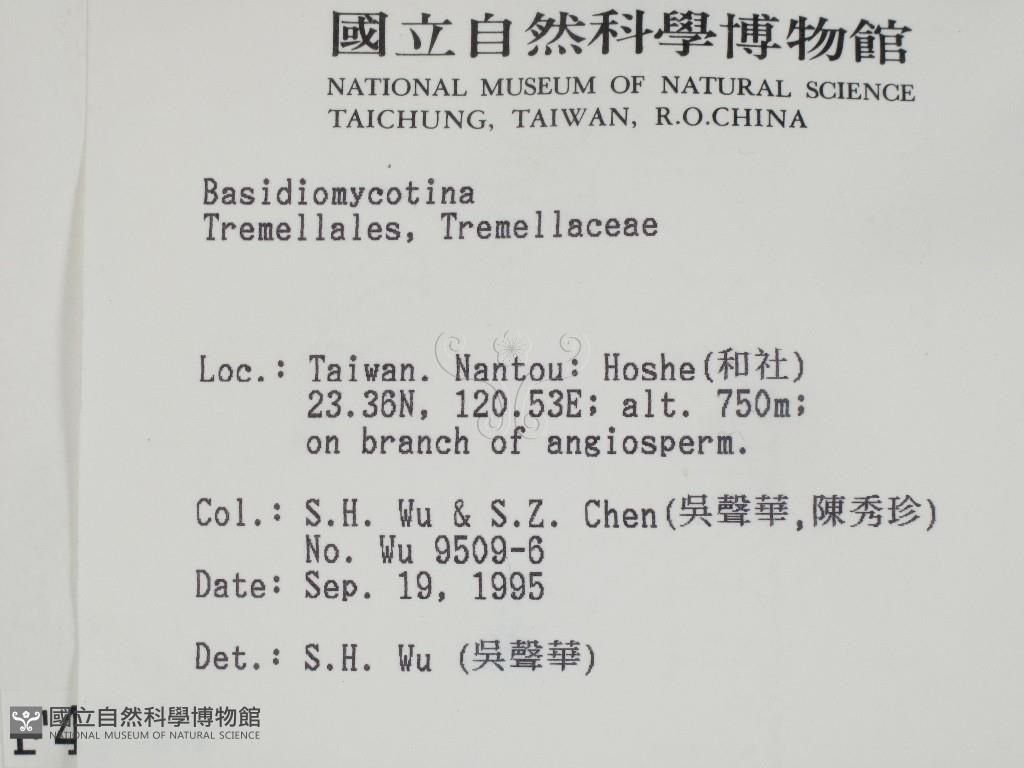 國立自然科學博物館
NATIONAL MUSEUM OF NATURAL SCIENCE
TAICHUNG, TAIWAN, R.O.CHINA
Basidiomycotina
Tremellales, Tremellaceae
Loc.: Taiwan. Nantou: Hoshe(和社)
23.36N, 120.53E; alt. 750m;
on branch of angiosperm.
Col.: S.H. Wu & S.Z. Chen(吳聲華,陳秀珍)
No. Wu 9509-6
Date: Sep. 19, 1995
Det.: S.H. Wu (吳聲華)
國立自然科學博物館
NATIONAL MUSEUM OF NATURAL SCIENCE